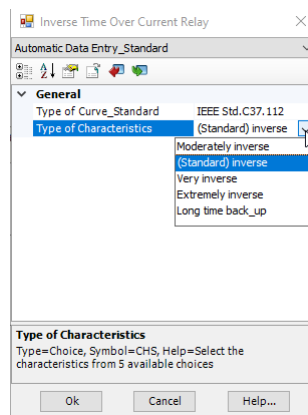 Inverse Time Over Current Relay
Automatic Data Entry_Standard
General
Type of Curve_Standard IEEE Std.C37.112
Type of Characteristics (Standard) inverse
Moderately inverse
(Standard) inverse
Very inverse
Extremely inverse
Long time back_up
Type of Characteristics
Type=Choice, Symbol=CHS, Help=Select the
characteristics from 5 available choices
Ok Cancel Help...